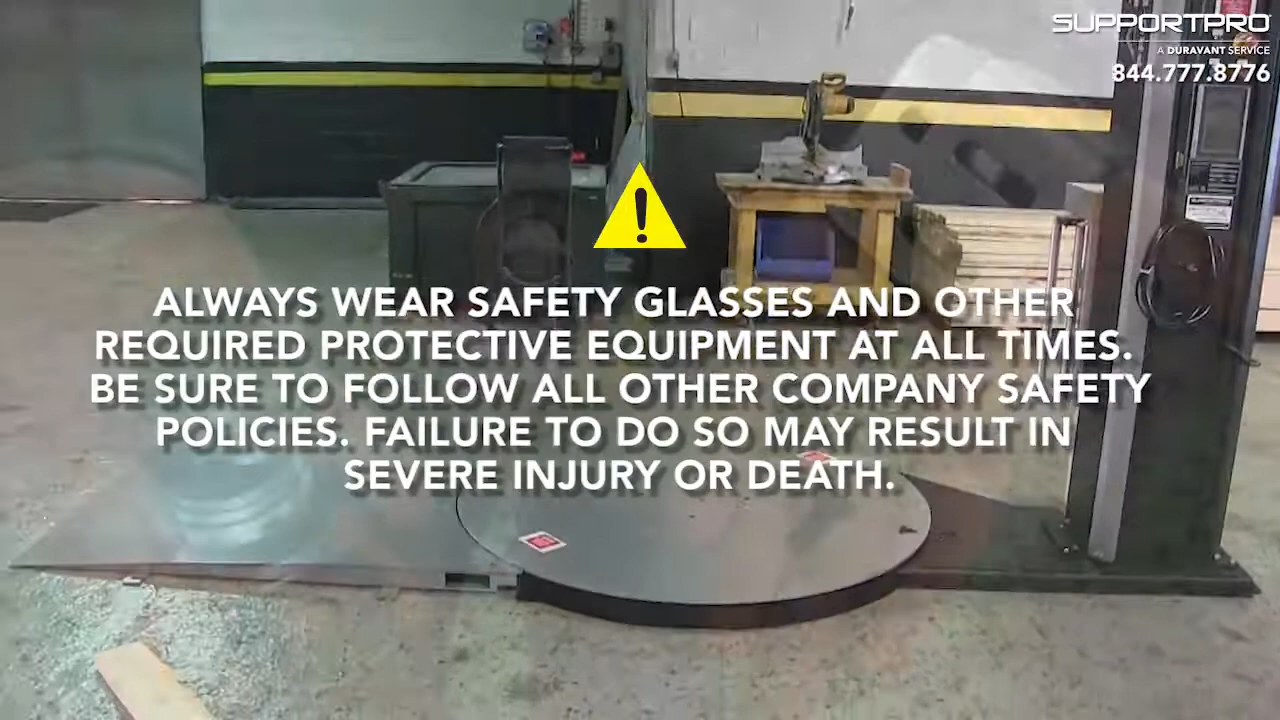 SUPPORTPRO
A DURAVANT SERVICE
844.777.8776
ALWAYS WEAR SAFETY GLASSES AND OTHER
REQUIRED PROTECTIVE EQUIPMENT AT ALL TIMES.
BE SURE TO FOLLOW ALL OTHER COMPANY SAFETY
POLICIES. FAILURE TO DO SO MAY RESULT IN
SEVERE INJURY OR DEATH.